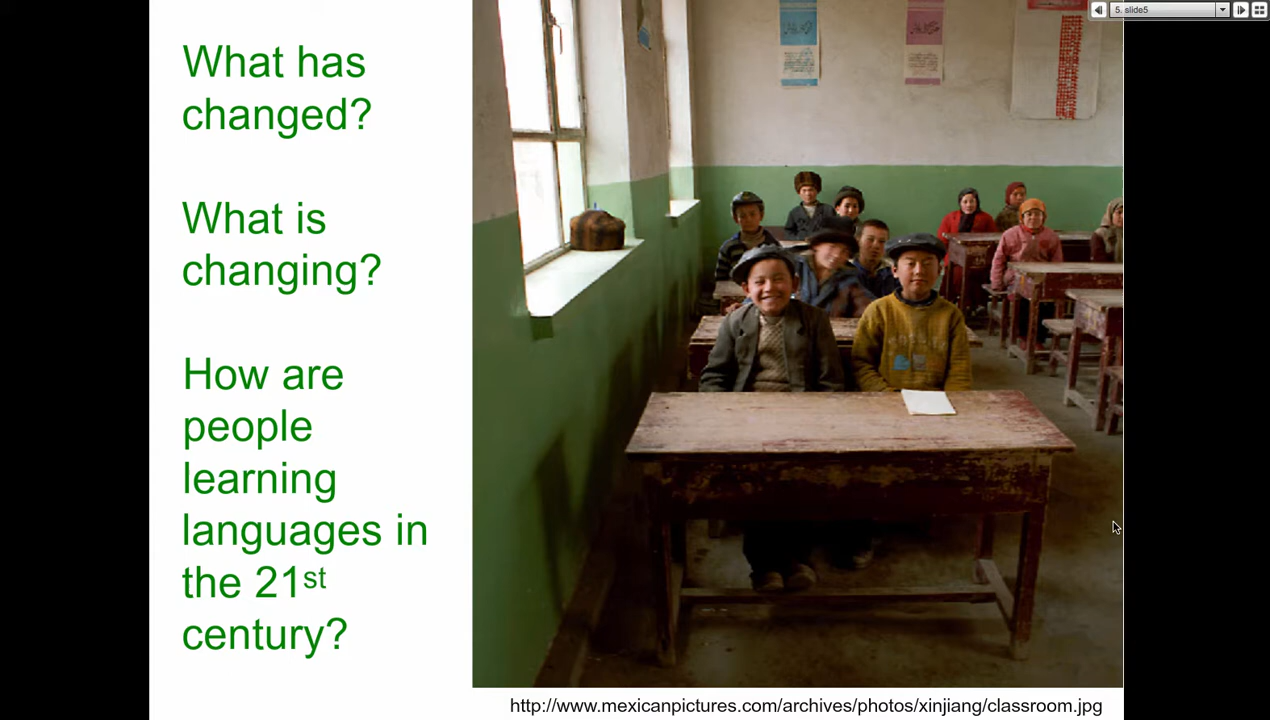 5. slide5
What has
changed?
What is
changing?
How are
people
learning
languages in
the 21st
century?
http://www.mexicanpictures.com/archives/photos/xinjiang/classroom.jpg